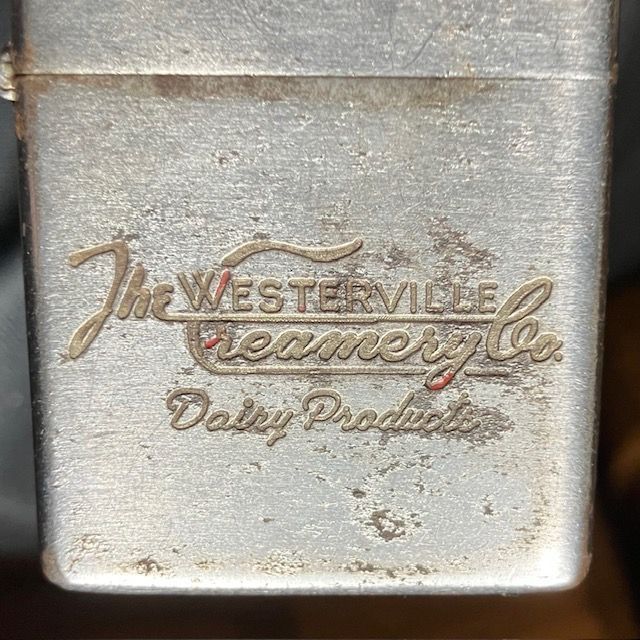 The WESTERVILLE
Creamery Co.
Dairy Products